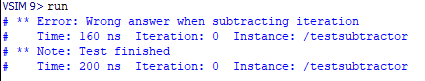 VSIM 9> run
# ** Error: Wrong answer when subtracting iteration
#    Time: 160 ns  Iteration: 0  Instance: /testsubtractor
# ** Note: Test finished
#    Time: 200 ns  Iteration: 0  Instance: /testsubtractor